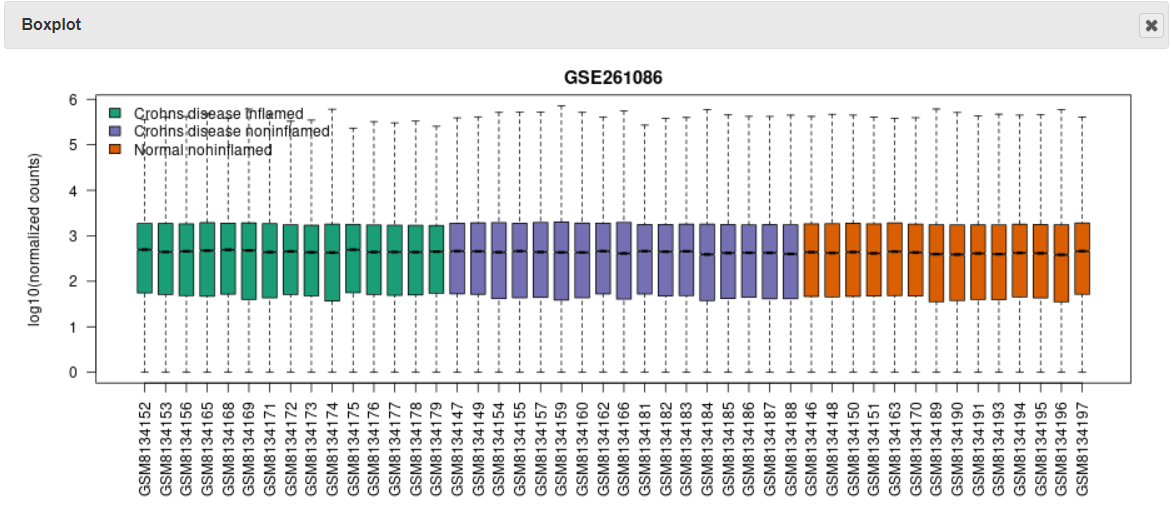 Boxplot
GSE261086
Crohns disease Inflamed
Crohns disease noninflamed
Normal noninflamed
log10(normalized counts)
6
5
4
3
2
1
0
GSM8134152
GSM8134153
GSM8134156
GSM8134165
GSM8134168
GSM8134169
GSM8134171
GSM8134172
GSM8134173
GSM8134174
GSM8134175
GSM8134176
GSM8134177
GSM8134178
GSM8134179
GSM8134147
GSM8134149
GSM8134154
GSM8134155
GSM8134157
GSM8134159
GSM8134160
GSM8134162
GSM8134166
GSM8134181
GSM8134182
GSM8134183
GSM8134184
GSM8134185
GSM8134186
GSM8134187
GSM8134188
GSM8134146
GSM8134148
GSM8134150
GSM8134151
GSM8134163
GSM8134170
GSM8134189
GSM8134190
GSM8134191
GSM8134193
GSM8134194
GSM8134195
GSM8134196
GSM8134197